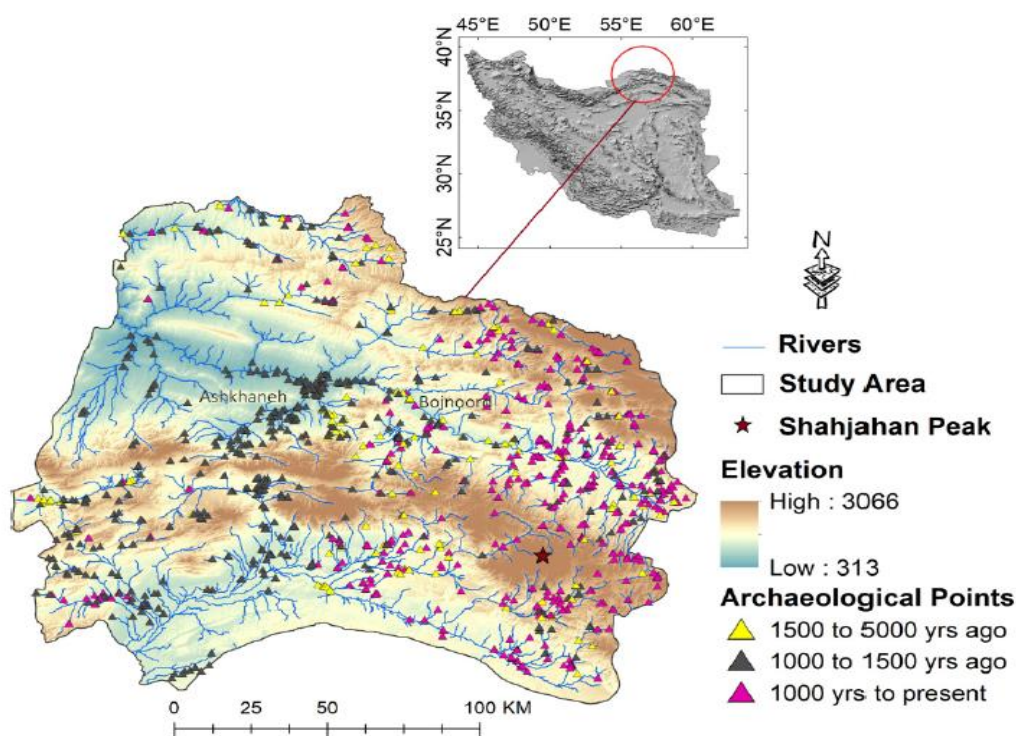 45°E 50°E 55°E 60°E
40°N
35°N
30°N
25°N
N
Ashkhaneh
Bojnoord
Rivers
Study Area
Shahjahan Peak
Elevation
High : 3066
Low : 313
Archaeological Points
1500 to 5000 yrs ago
1000 to 1500 yrs ago
1000 yrs to present
0 25 50 100 KM